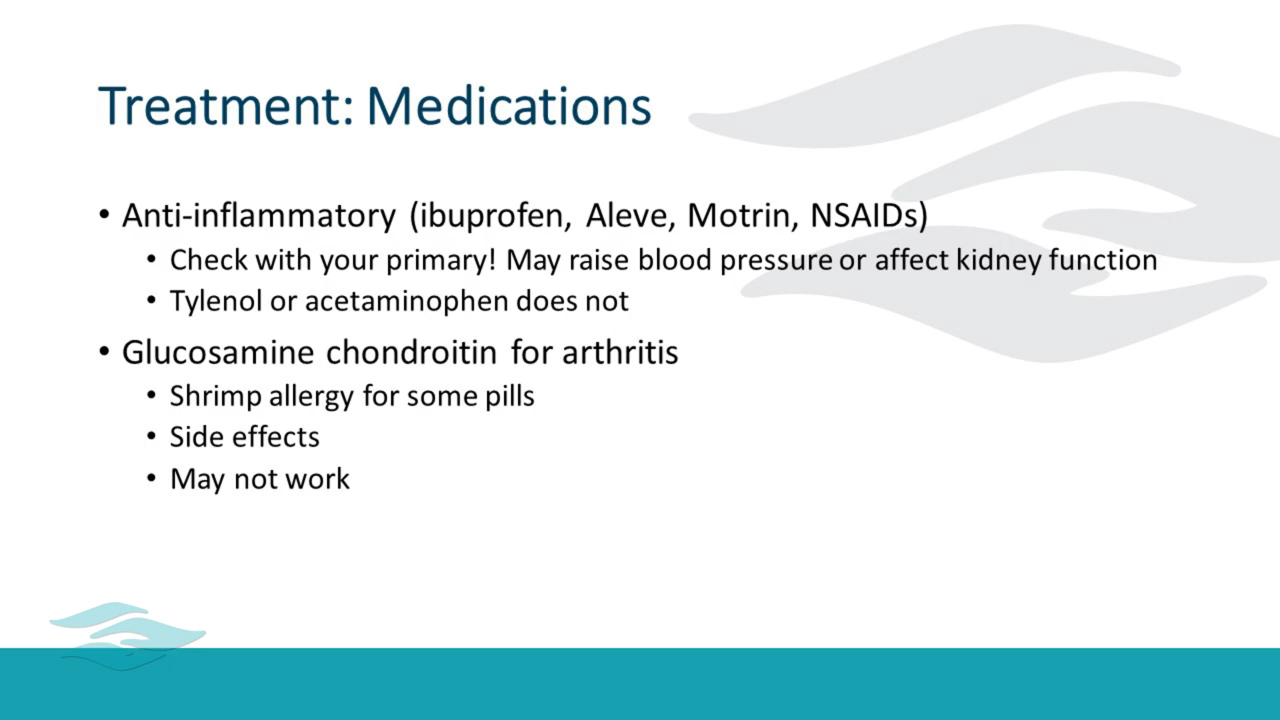 Treatment: Medications
• Anti-inflammatory (ibuprofen, Aleve, Motrin, NSAIDs)
• Check with your primary! May raise blood pressure or affect kidney function
• Tylenol or acetaminophen does not
• Glucosamine chondroitin for arthritis
• Shrimp allergy for some pills
• Side effects
• May not work